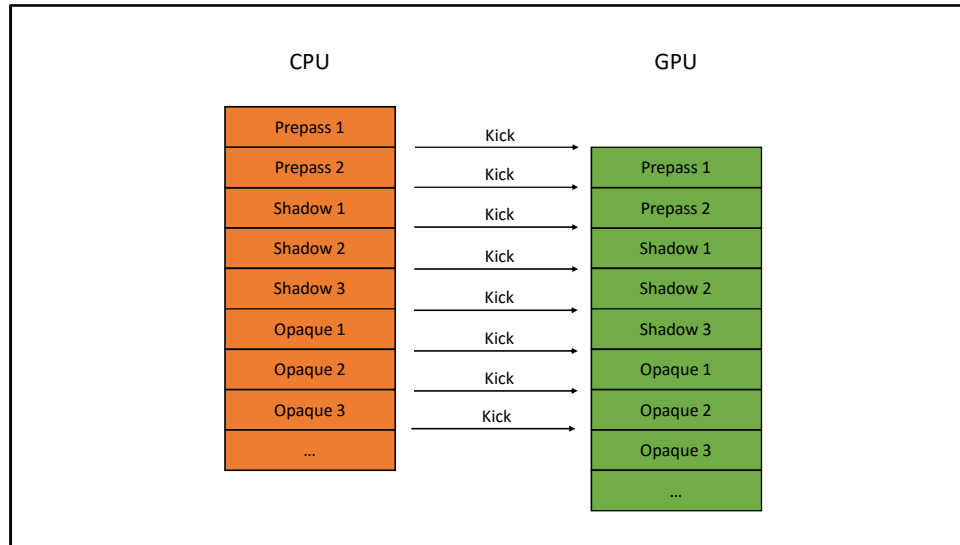 CPU
GPU
Prepass 1
Prepass 2
Shadow 1
Shadow 2
Shadow 3
Opaque 1
Opaque 2
Opaque 3
...
Kick
Kick
Kick
Kick
Kick
Kick
Kick
Kick
Prepass 1
Prepass 2
Shadow 1
Shadow 2
Shadow 3
Opaque 1
Opaque 2
Opaque 3
...